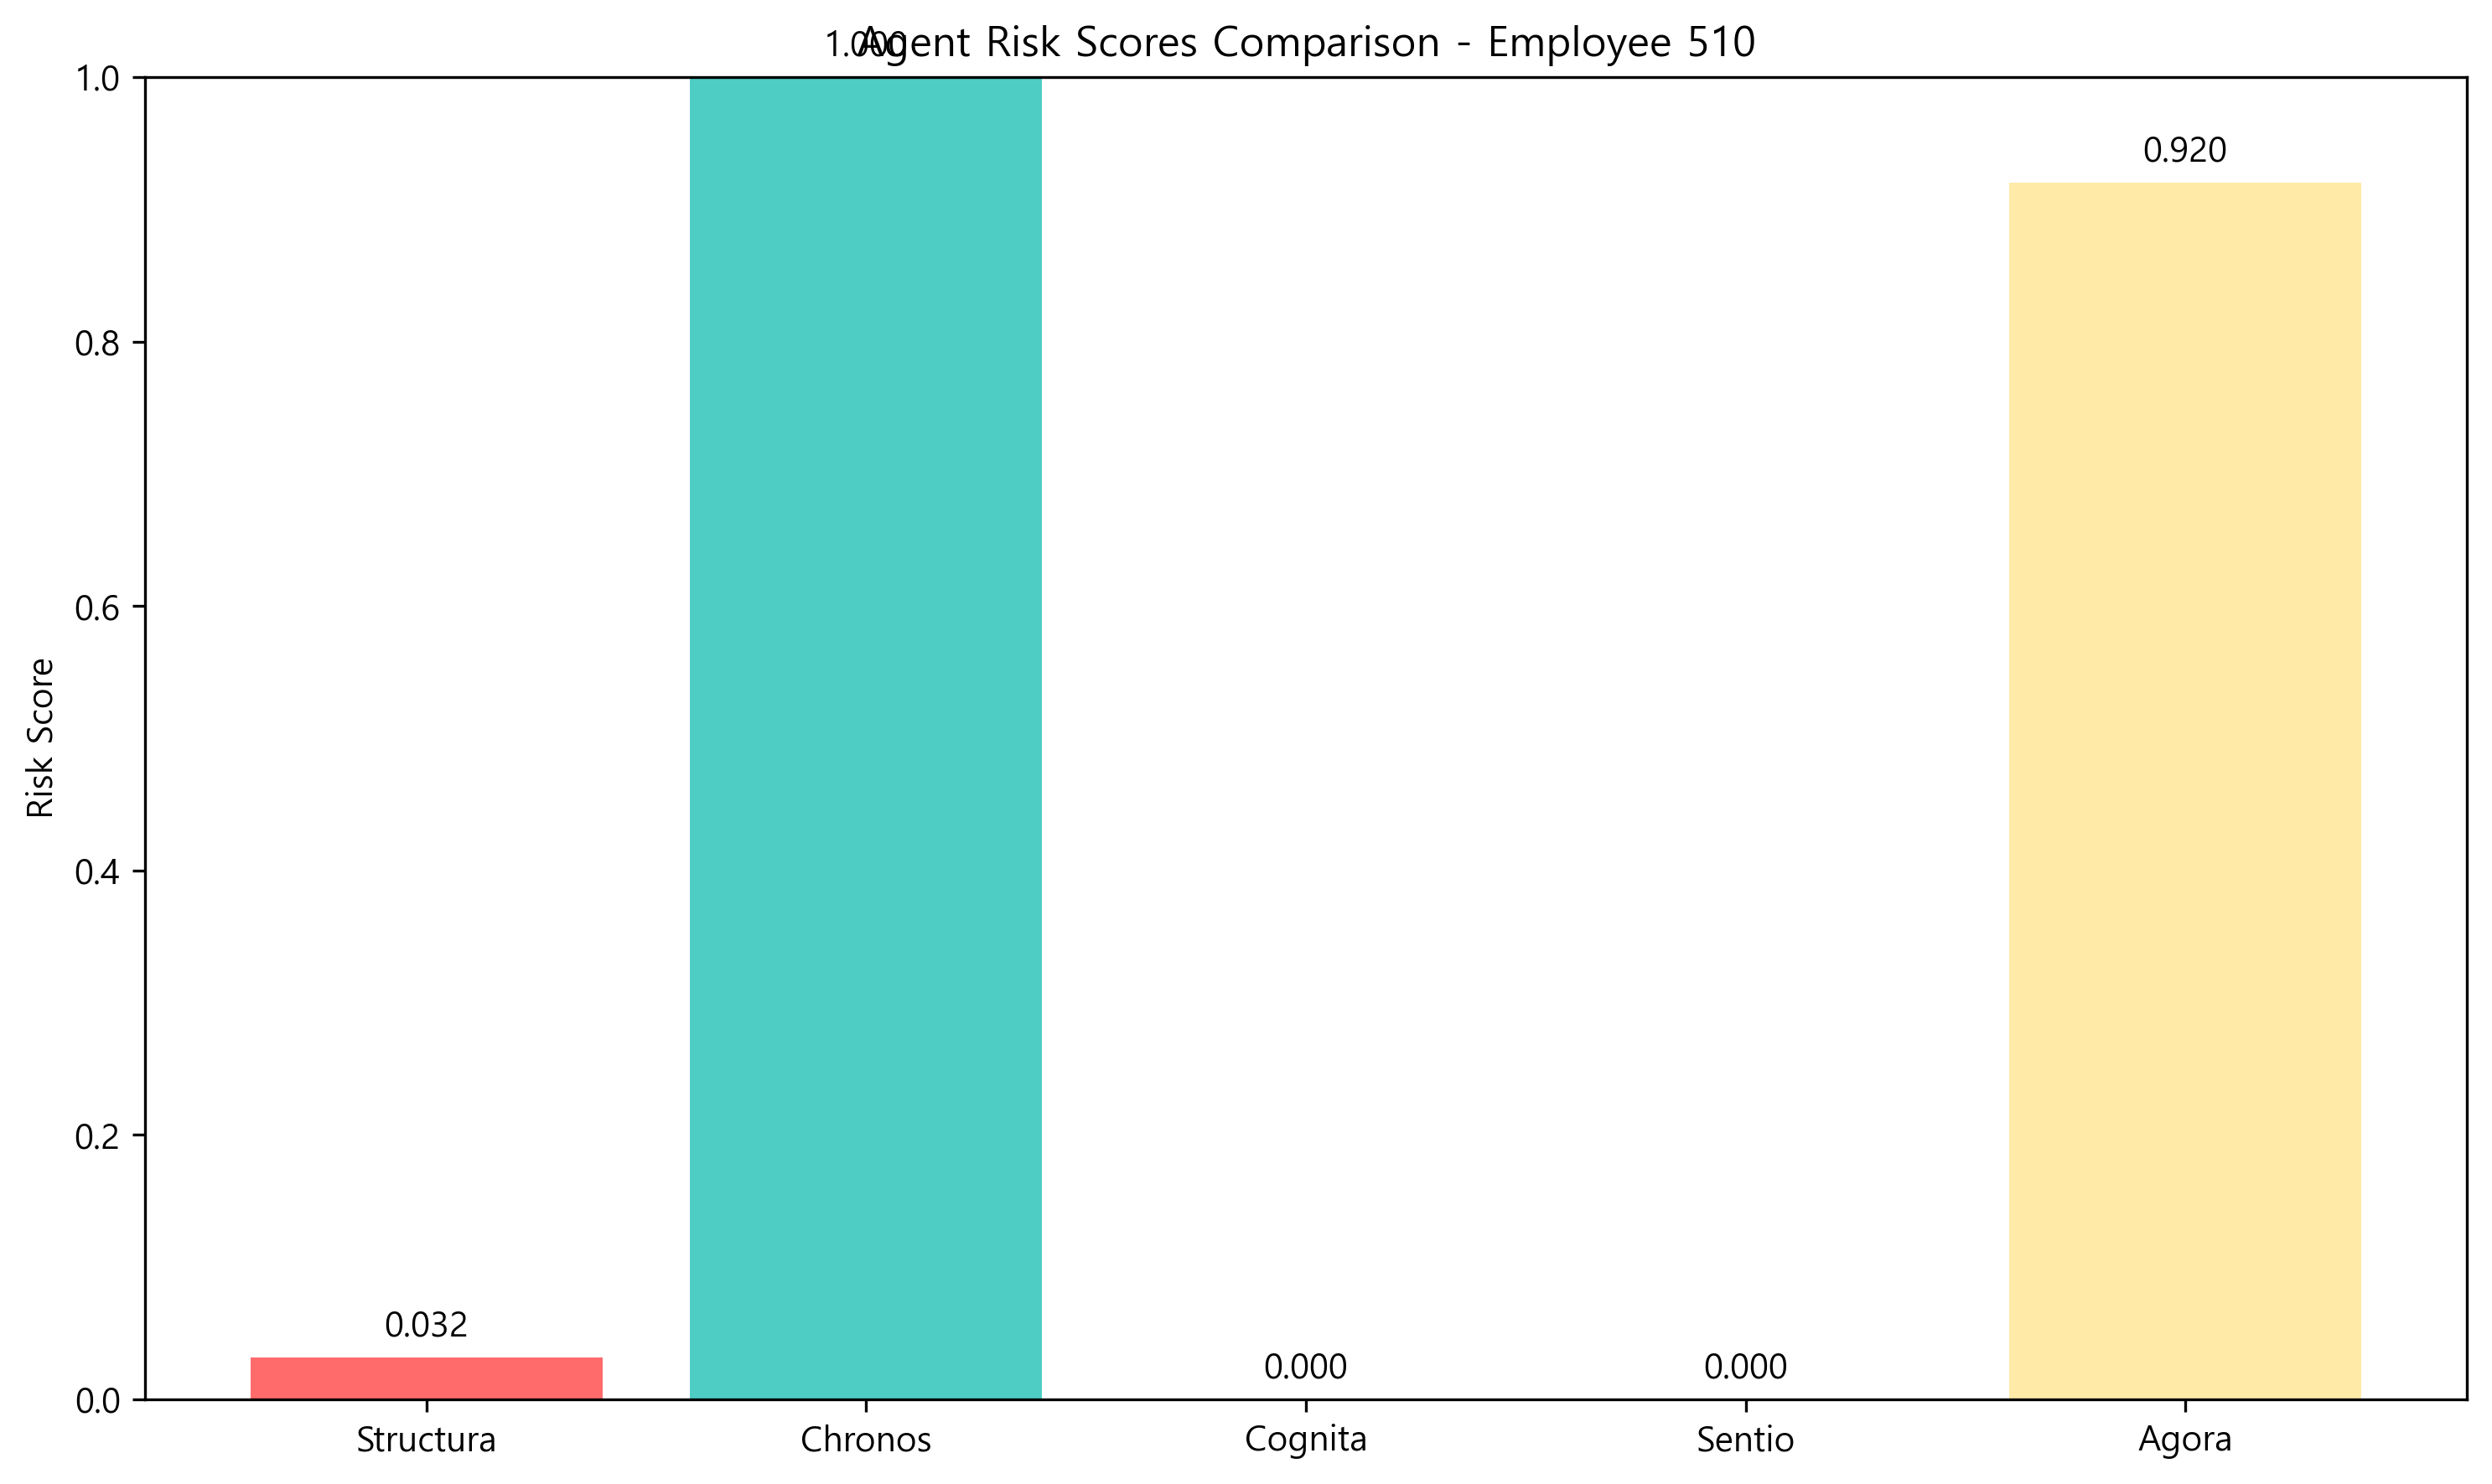 Agent Risk Scores Comparison - Employee 510
1.000
1.0
0.920
0.8
0.6
Risk Score
0.4
0.2
0.032
0.000
0.000
0.0
Structura
Chronos
Cognita
Sentio
Agora